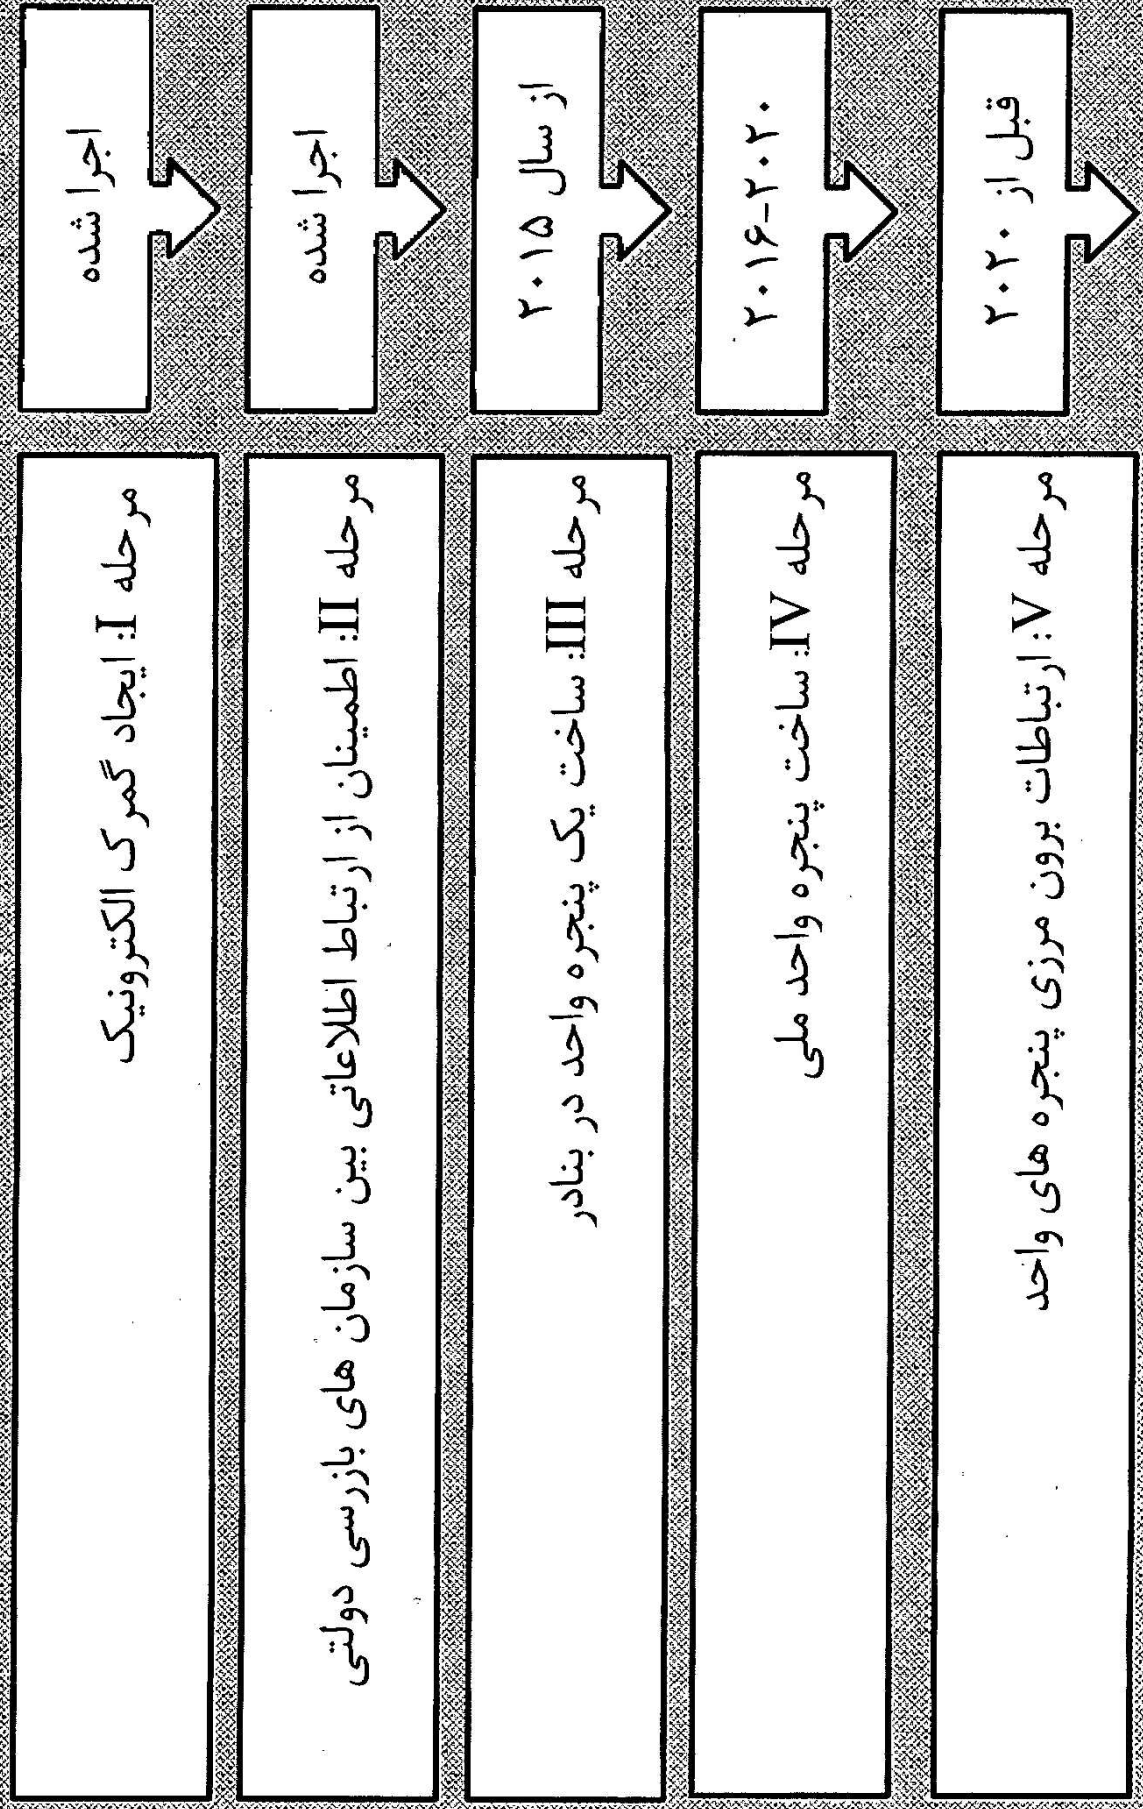 اجرا شده
مرحله I: ایجاد گمرک الکترونیک
اجرا شده
مرحله II: اطمینان از ارتباط اطلاعاتی بین سازمان های بازرسی دولتی
از سال ۲۰۱۵
مرحله III: ساخت یک پنجره واحد در بنادر
۲۰۱۶-۲۰۲۰
مرحله IV: ساخت پنجره واحد ملی
قبل از ۲۰۲۰
مرحله V: ارتباطات برون مرزی پنجره های واحد